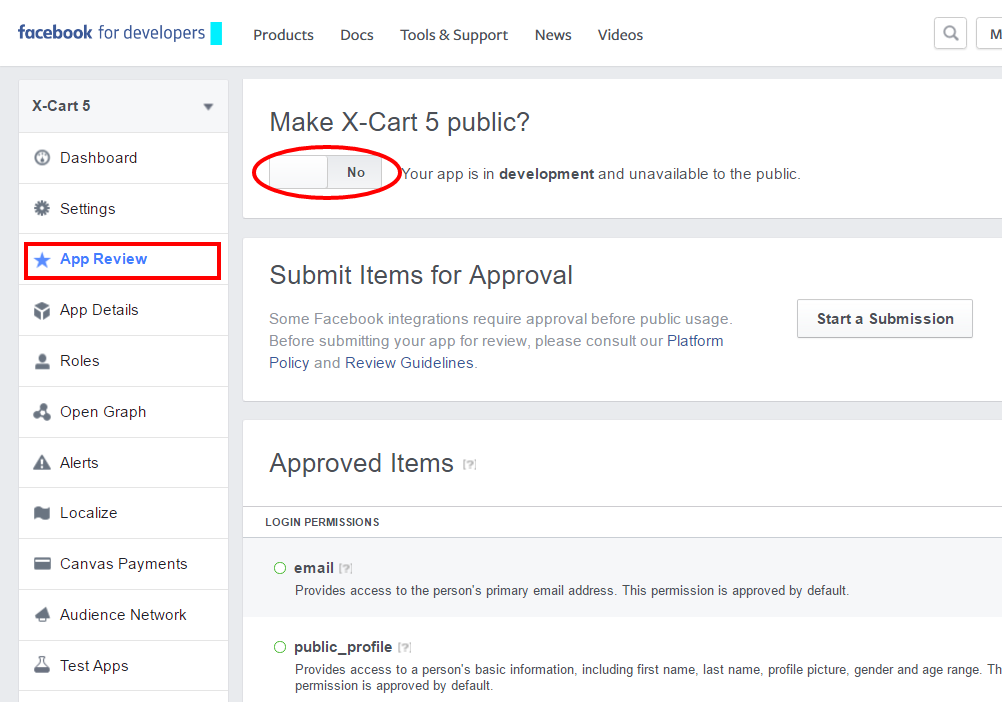 facebook for developers
Products Docs Tools & Support News Videos
M
X-Cart 5
Dashboard
Settings
App Review
App Details
Roles
Open Graph
Alerts
Localize
Canvas Payments
Audience Network
Test Apps
Make X-Cart 5 public?
No
Your app is in development and unavailable to the public.
Submit Items for Approval
Some Facebook integrations require approval before public usage.
Before submitting your app for review, please consult our Platform
Policy and Review Guidelines.
Start a Submission
Approved Items [?]
LOGIN PERMISSIONS
email [?]
Provides access to the person's primary email address. This permission is approved by default.
public_profile [?]
Provides access to a person's basic information, including first name, last name, profile picture, gender and age range. Th
permission is approved by default.